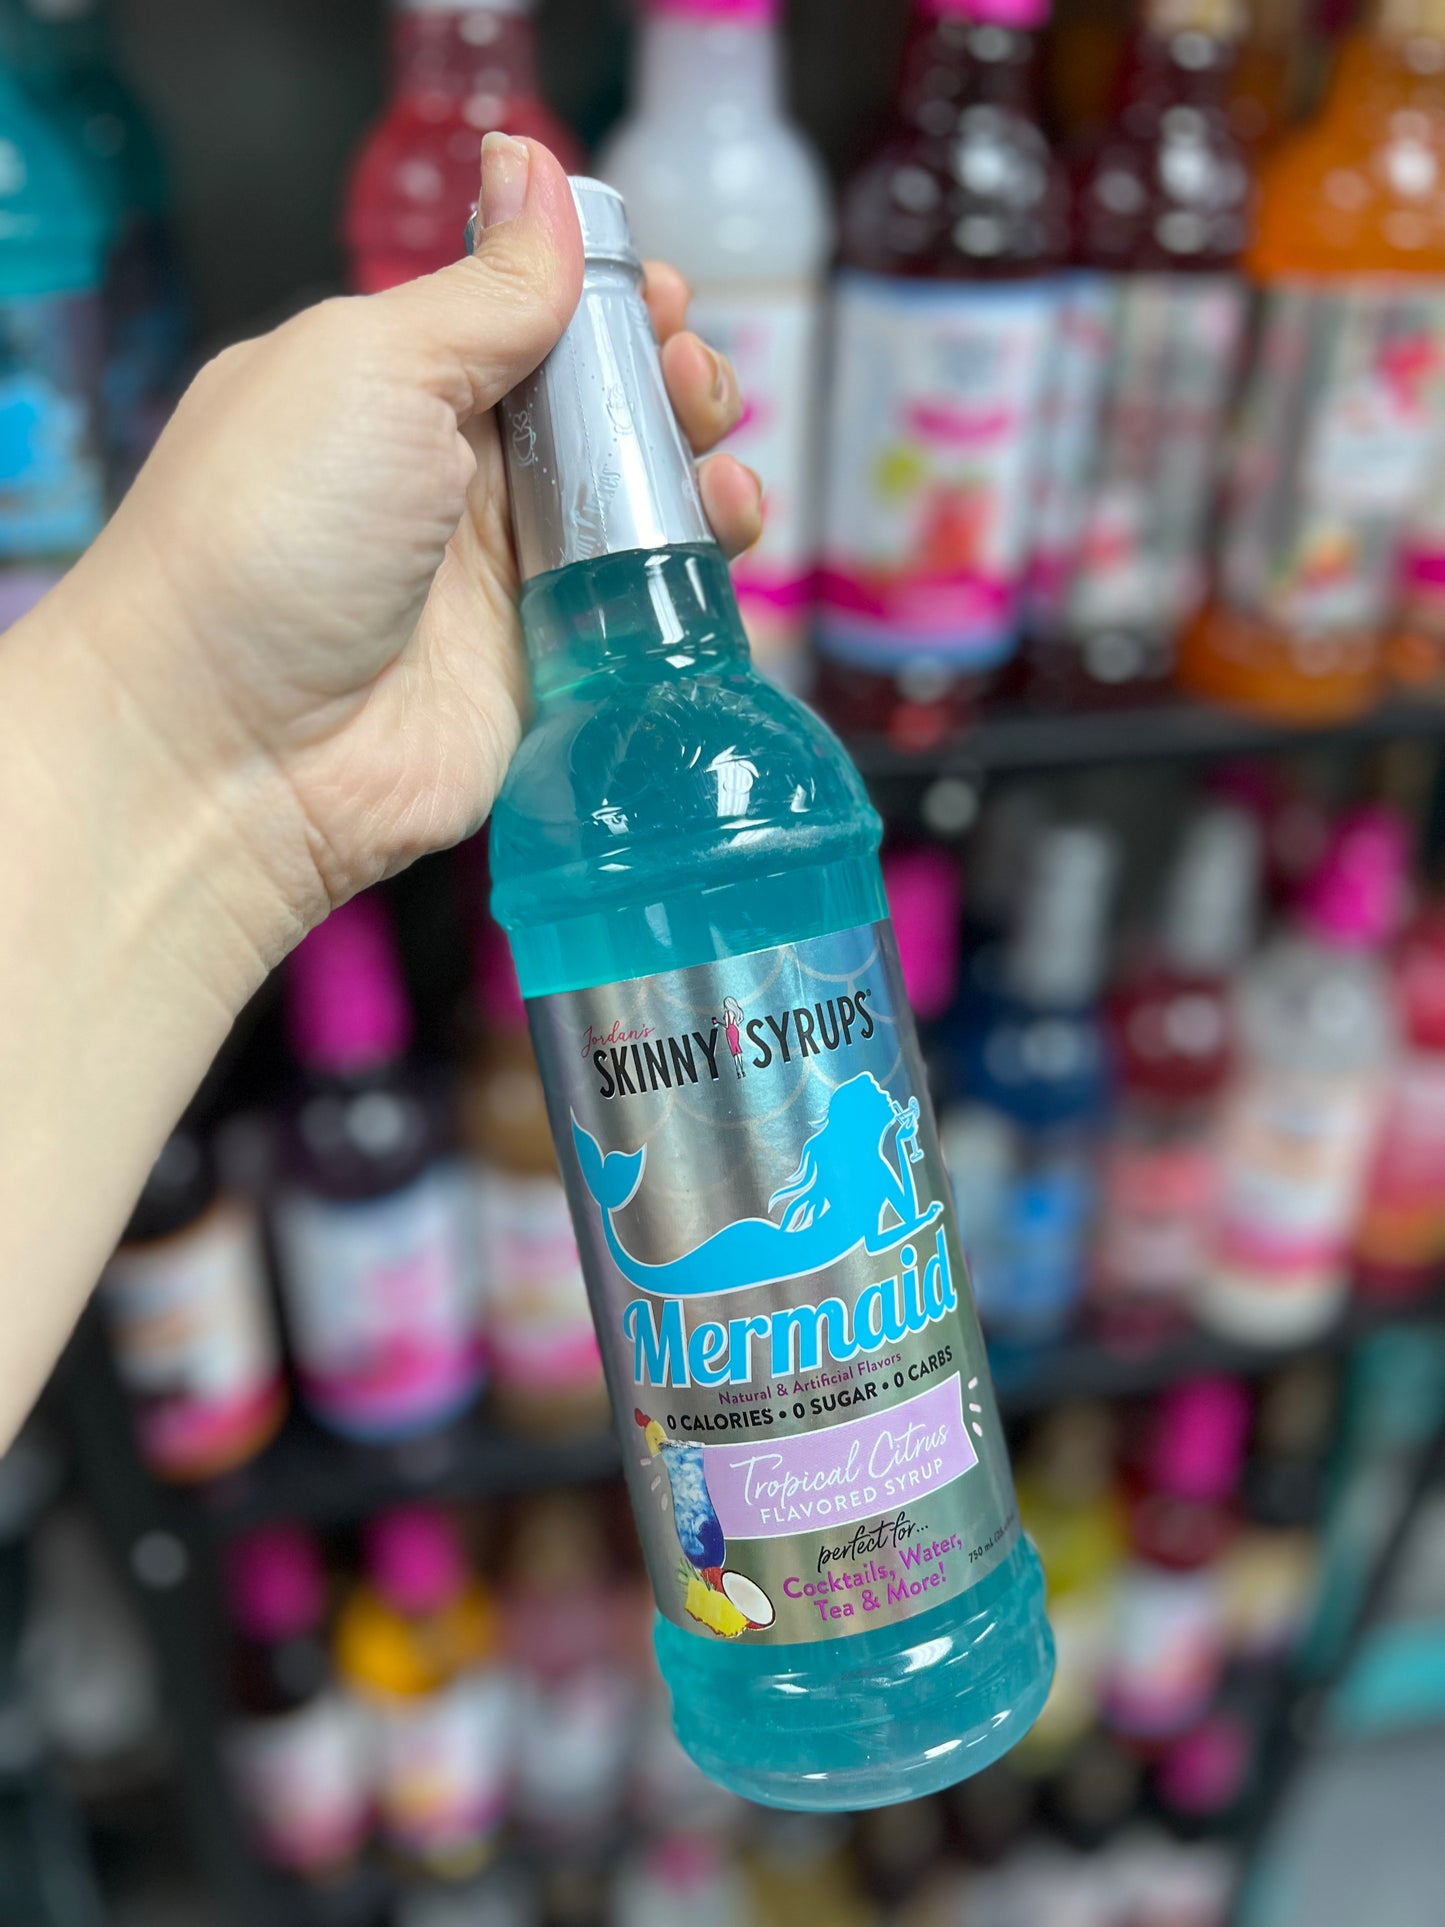 Jordan's
SKINNY SYRUPS®
Mermaid
Natural & Artificial Flavors
0 CALORIES • 0 SUGAR • 0 CARBS
Tropical Citrus
FLAVORED SYRUP
perfect for...
Cocktails, Water,
Tea & More!
750 mL